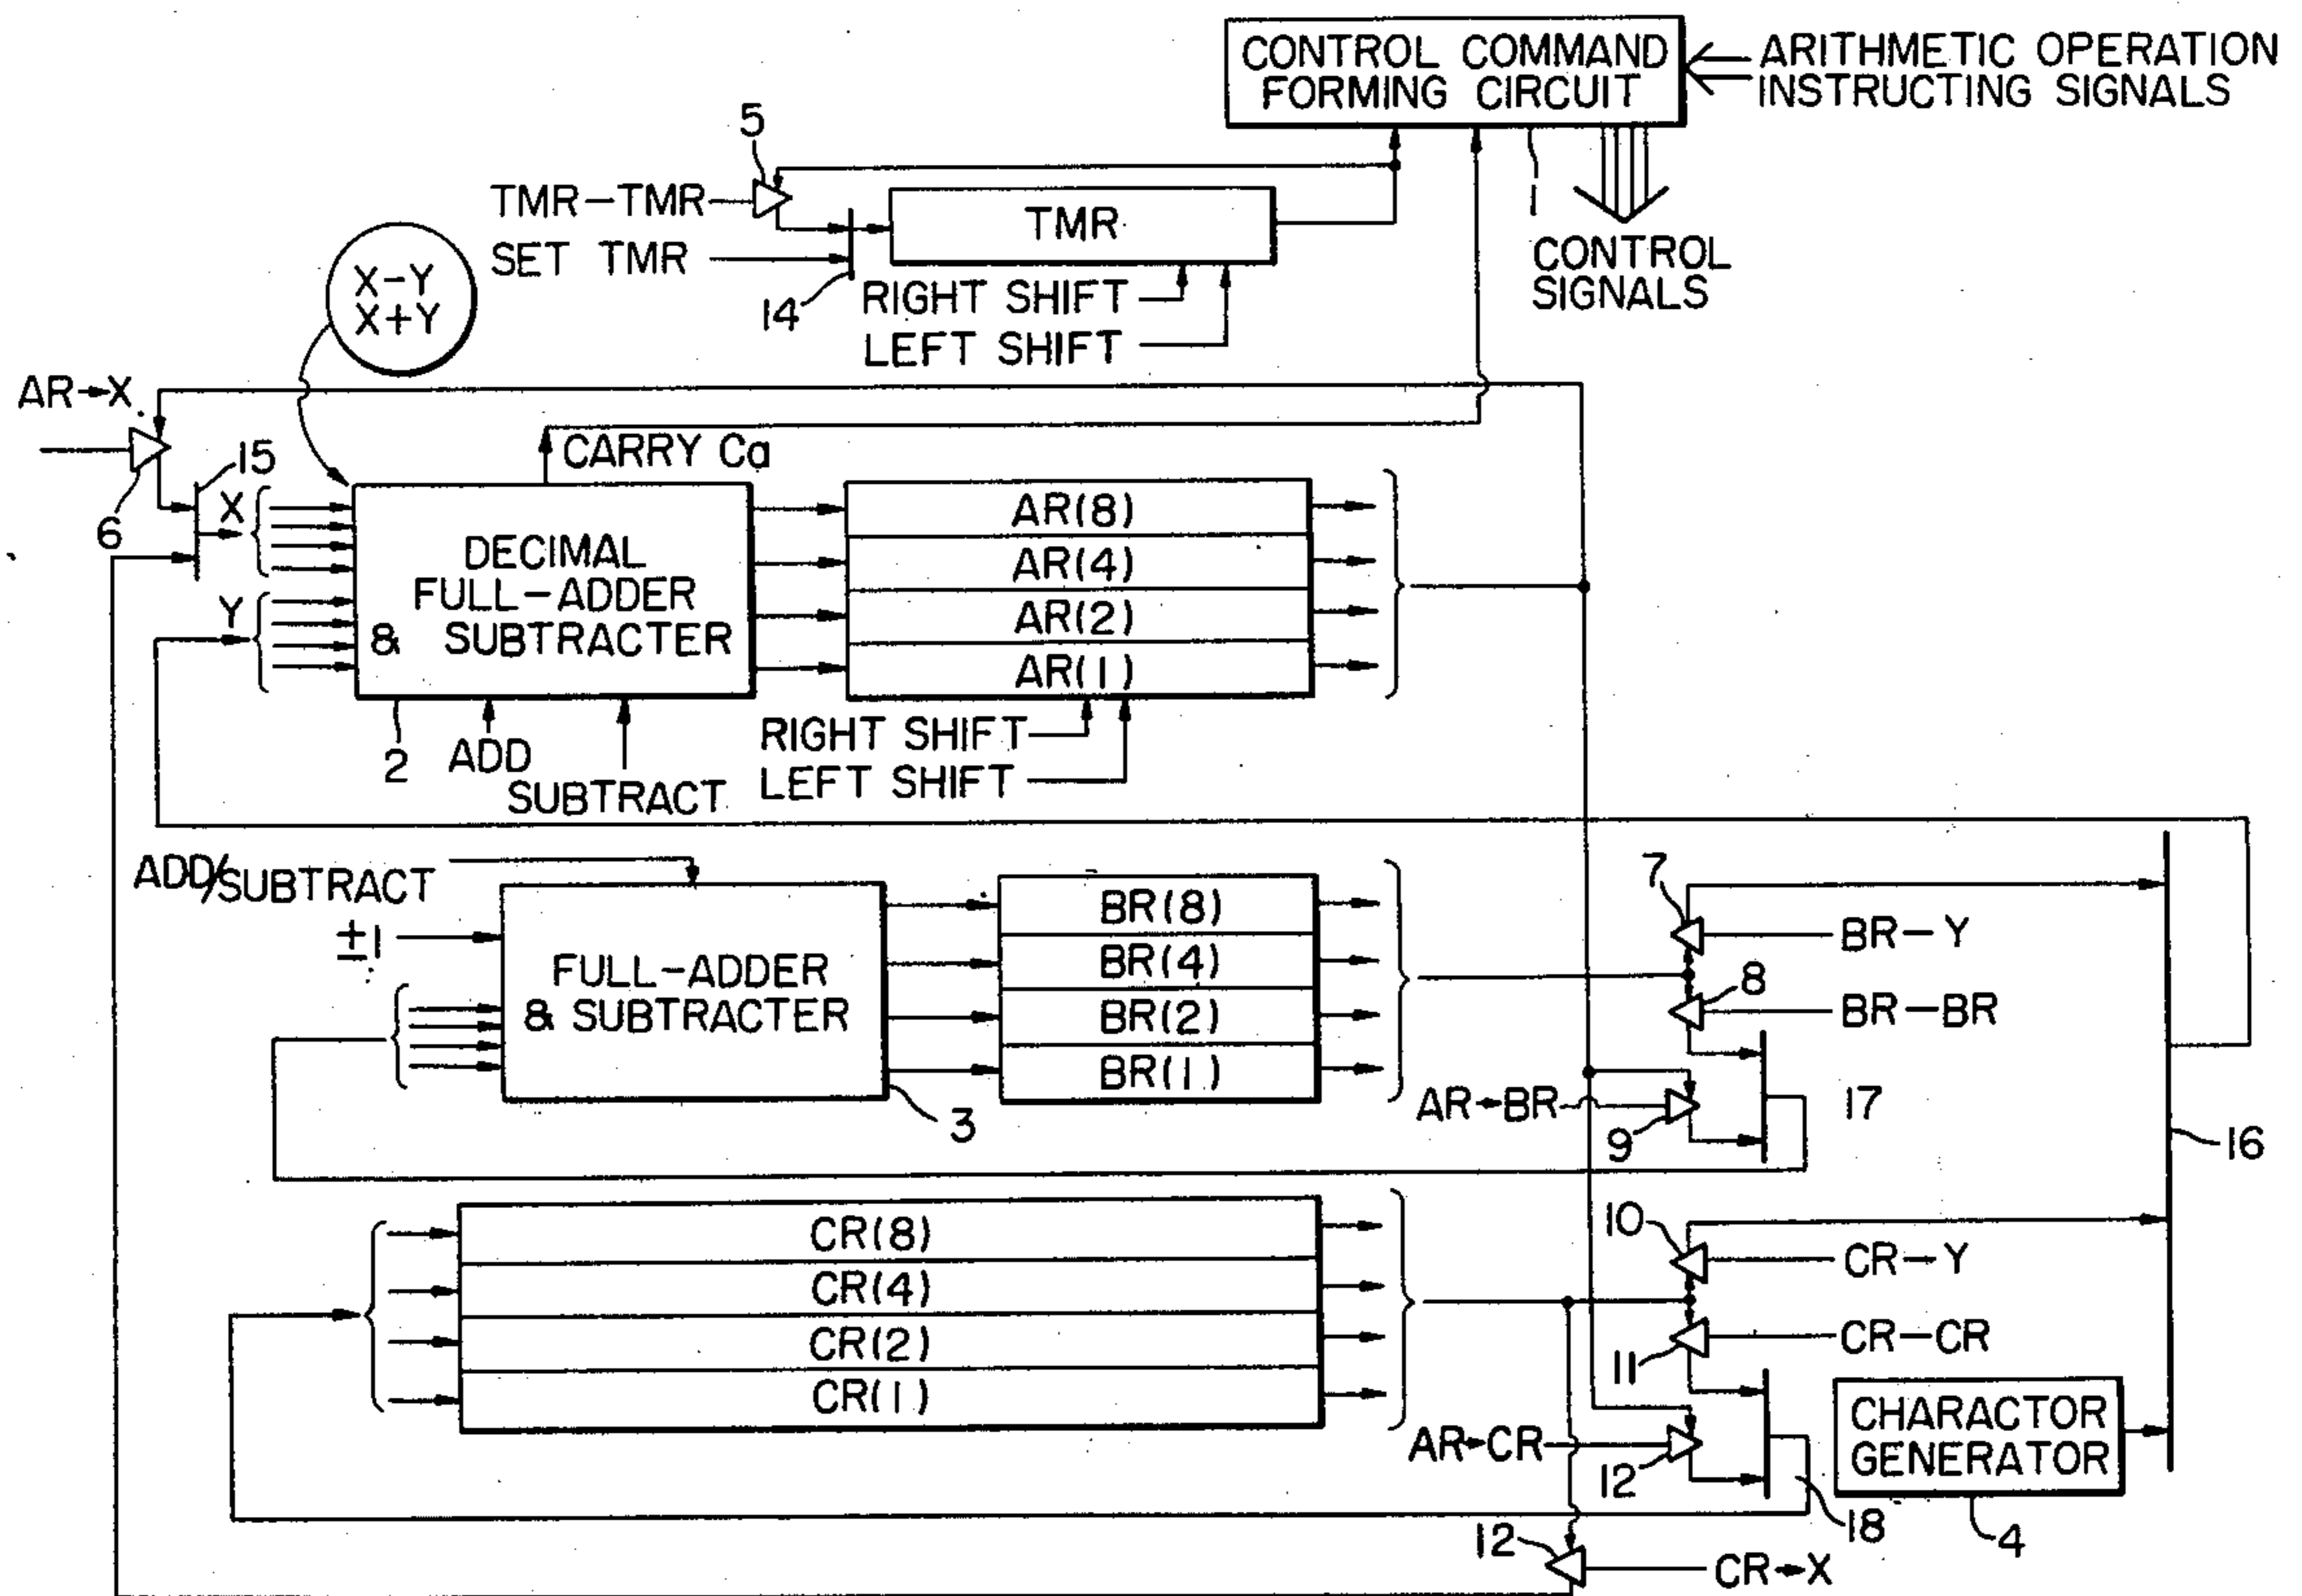 CONTROL COMMAND
FORMING CIRCUIT
ARITHMETIC OPERATION
INSTRUCTING SIGNALS
5
TMR-TMR
SET TMR
TMR
1
CONTROL
SIGNALS
14
RIGHT SHIFT
LEFT SHIFT
X-Y
X+Y
AR→X
6
15
X
Y
CARRY Ca
DECIMAL
FULL-ADDER
& SUBTRACTER
AR(8)
AR(4)
AR(2)
AR(1)
2
ADD
SUBTRACT
RIGHT SHIFT
LEFT SHIFT
ADD/SUBTRACT
±1
FULL-ADDER
& SUBTRACTER
3
BR(8)
BR(4)
BR(2)
BR(1)
7
BR-Y
8
BR-BR
AR→BR
9
17
16
CR(8)
CR(4)
CR(2)
CR(1)
10
CR-Y
11
CR-CR
AR→CR
12
18
CHARACTOR
GENERATOR
4
12
CR→X